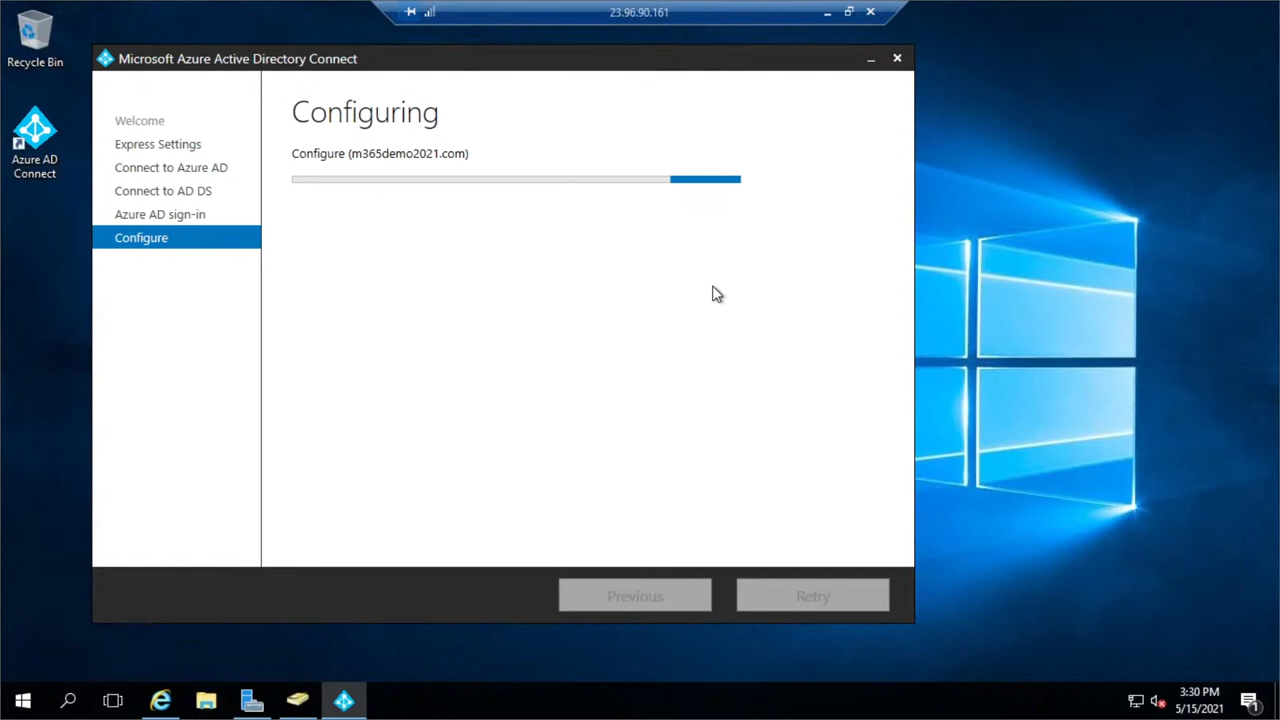 23.96.90.161
Recycle Bin
Azure AD
Connect
Microsoft Azure Active Directory Connect
Welcome
Express Settings
Connect to Azure AD
Connect to AD DS
Azure AD sign-in
Configure
Configuring
Configure (m365demo2021.com)
Previous
Retry
3:30 PM
5/15/2021
1